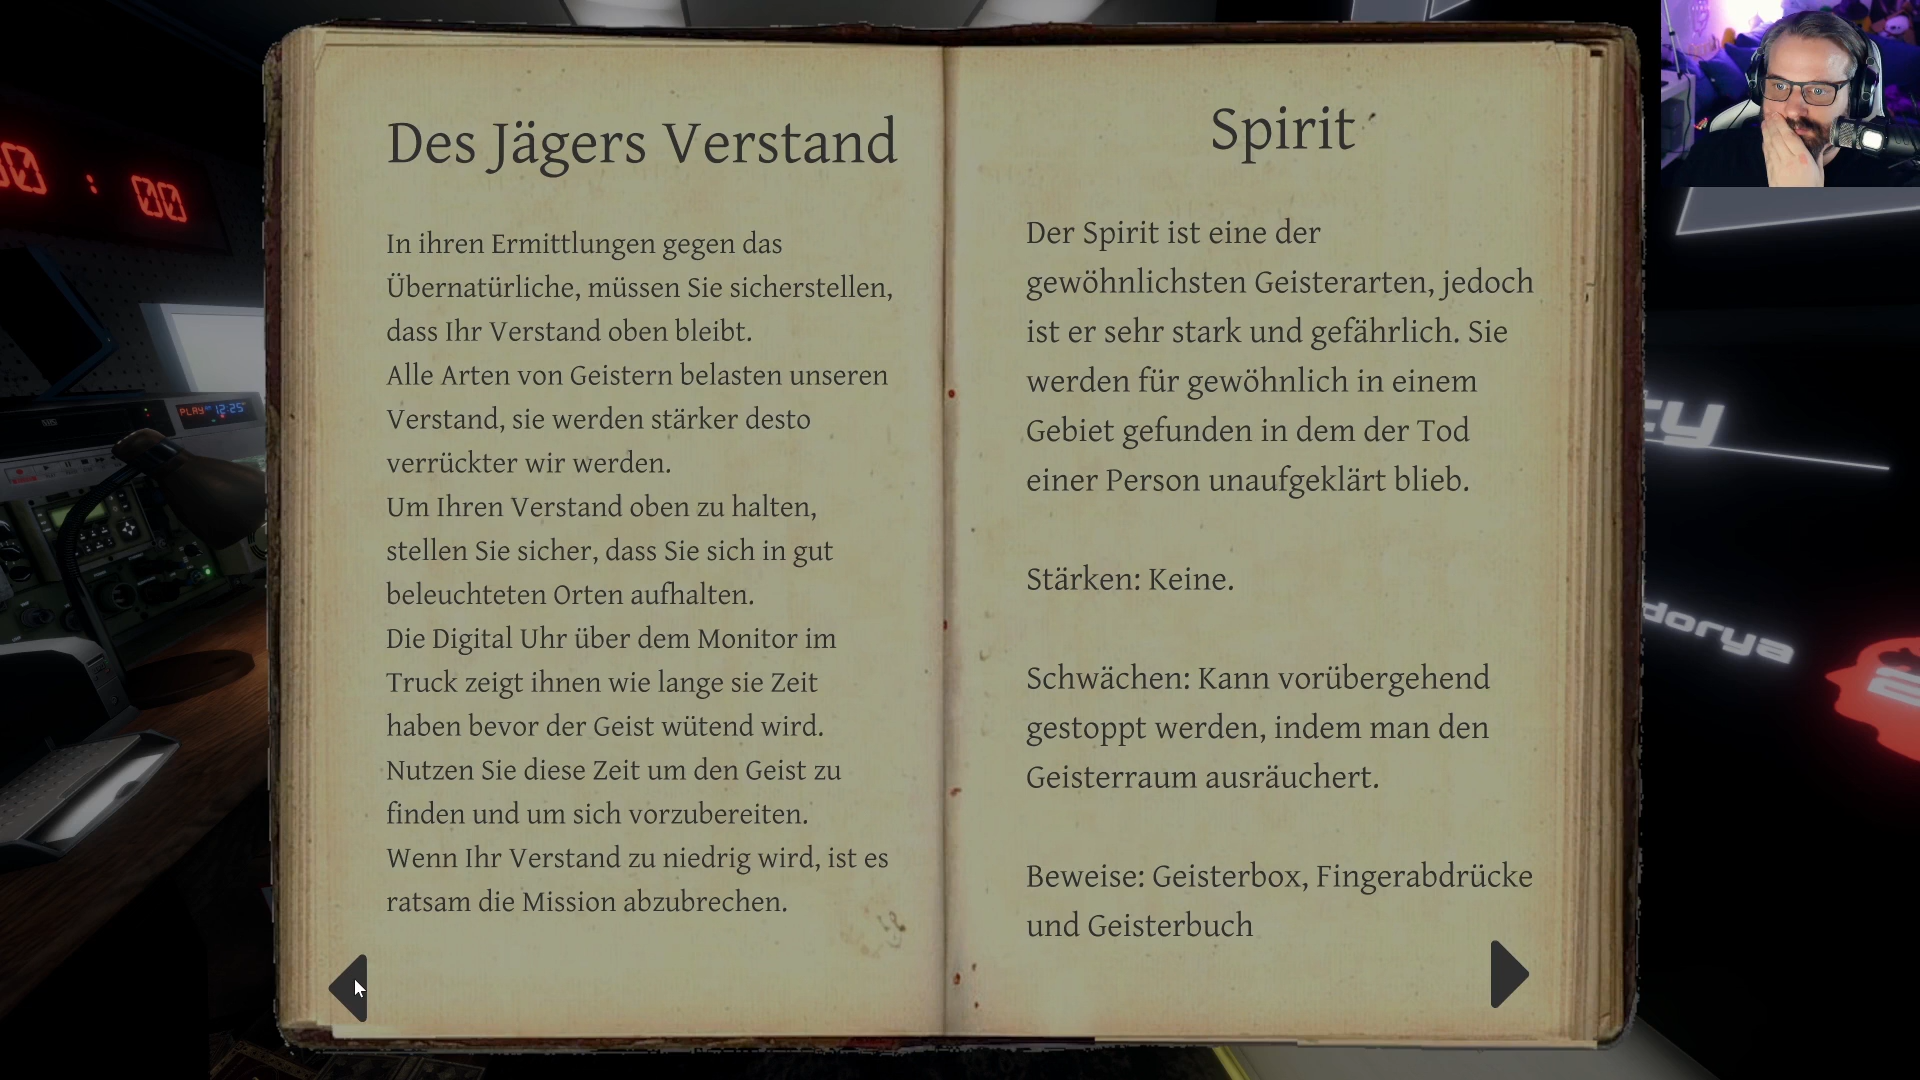 Des Jägers Verstand
In ihren Ermittlungen gegen das
Übernatürliche, müssen Sie sicherstellen,
dass Ihr Verstand oben bleibt.
Alle Arten von Geistern belasten unseren
Verstand, sie werden stärker desto
verrückter wir werden.
Um Ihren Verstand oben zu halten,
stellen Sie sicher, dass Sie sich in gut
beleuchteten Orten aufhalten.
Die Digital Uhr über dem Monitor im
Truck zeigt ihnen wie lange sie Zeit
haben bevor der Geist wütend wird.
Nutzen Sie diese Zeit um den Geist zu
finden und um sich vorzubereiten.
Wenn Ihr Verstand zu niedrig wird, ist es
ratsam die Mission abzubrechen.
Spirit
Der Spirit ist eine der
gewöhnlichsten Geisterarten, jedoch
ist er sehr stark und gefährlich. Sie
werden für gewöhnlich in einem
Gebiet gefunden in dem der Tod
einer Person unaufgeklärt blieb.
Stärken: Keine.
Schwächen: Kann vorübergehend
gestoppt werden, indem man den
Geisterraum ausräuchert.
Beweise: Geisterbox, Fingerabdrücke
und Geisterbuch
00 : 00
PLAY 12:25
ty
dorya